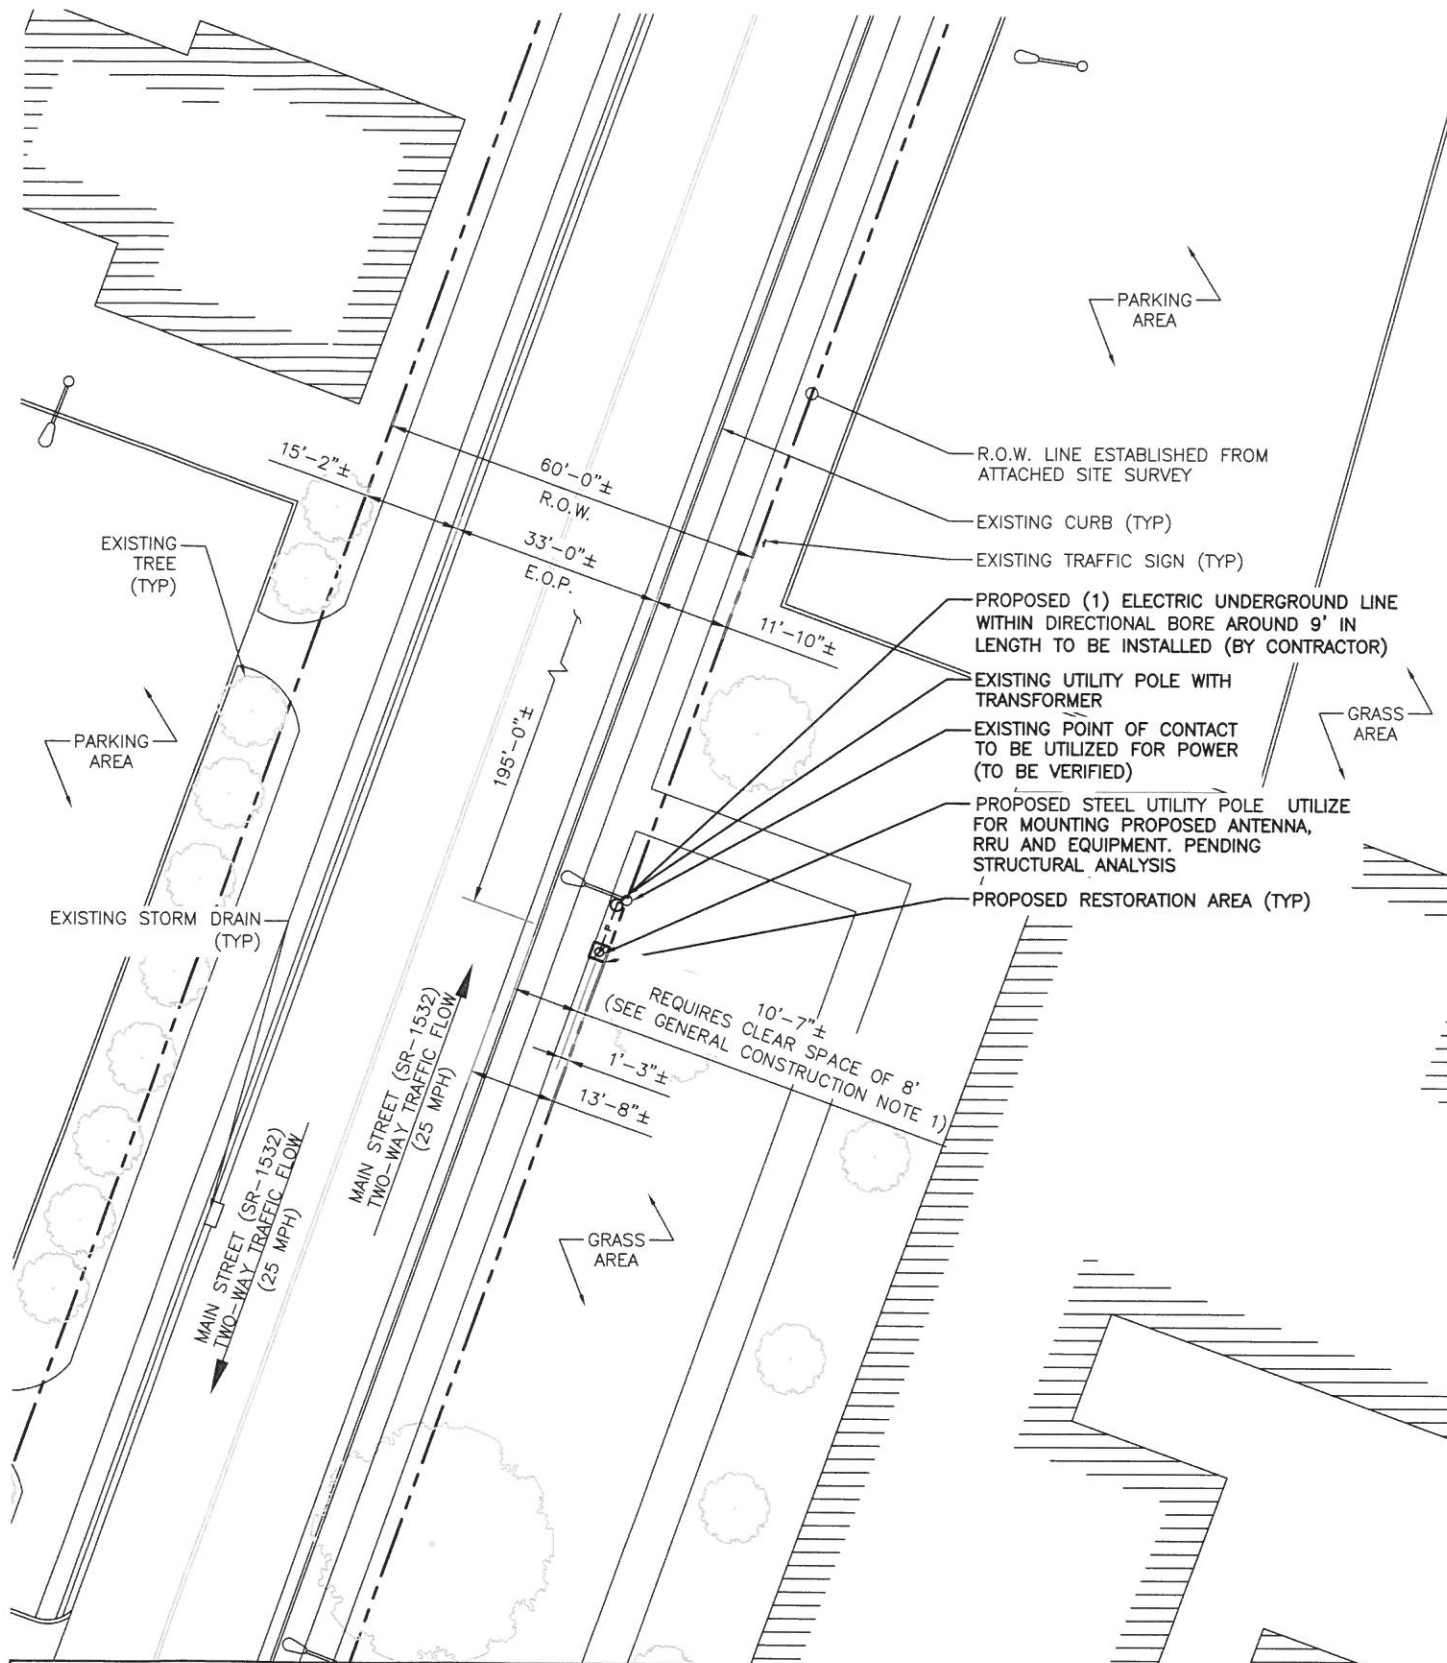 PARKING
AREA
R.O.W. LINE ESTABLISHED FROM
ATTACHED SITE SURVEY
15'-2"±
60'-0"±
R.O.W.
EXISTING CURB (TYP)
33'-0"±
E.O.P.
EXISTING
TREE
(TYP)
EXISTING TRAFFIC SIGN (TYP)
11'-10"±
PROPOSED (1) ELECTRIC UNDERGROUND LINE
WITHIN DIRECTIONAL BORE AROUND 9' IN
LENGTH TO BE INSTALLED (BY CONTRACTOR)
EXISTING UTILITY POLE WITH
TRANSFORMER
GRASS
AREA
PARKING
AREA
195'-0"±
EXISTING POINT OF CONTACT
TO BE UTILIZED FOR POWER
(TO BE VERIFIED)
PROPOSED STEEL UTILITY POLE UTILIZE
FOR MOUNTING PROPOSED ANTENNA,
RRU AND EQUIPMENT. PENDING
STRUCTURAL ANALYSIS
PROPOSED RESTORATION AREA (TYP)
EXISTING STORM DRAIN
(TYP)
P
10'-7"±
REQUIRES CLEAR SPACE OF 8'
(SEE GENERAL CONSTRUCTION NOTE 1)
1'-3"±
13'-8"±
MAIN STREET (SR-1532)
TWO-WAY TRAFFIC FLOW
(25 MPH)
MAIN STREET (SR-1532)
TWO-WAY TRAFFIC FLOW
(25 MPH)
GRASS
AREA